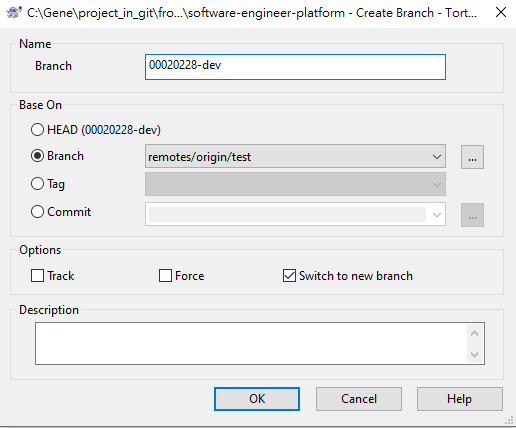 C:\Gene\project_in_git\fro...\software-engineer-platform - Create Branch - Tort...
Name
Branch 00020228-dev
Base On
HEAD (00020228-dev)
Branch remotes/origin/test ...
Tag
Commit ...
Options
Track Force Switch to new branch
Description
OK Cancel Help